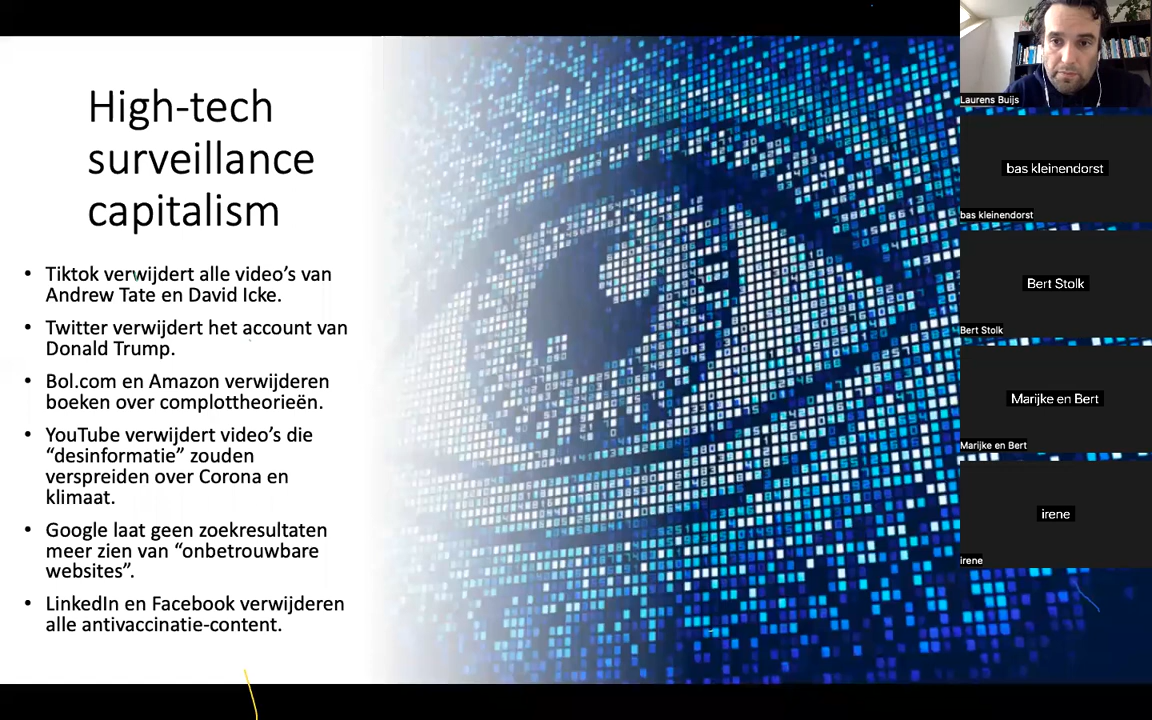 High-tech
surveillance
capitalism
• Tiktok verwijdert alle video’s van
Andrew Tate en David Icke.
• Twitter verwijdert het account van
Donald Trump.
• Bol.com en Amazon verwijderen
boeken over complottheorieën.
• YouTube verwijdert video’s die
“desinformatie” zouden
verspreiden over Corona en
klimaat.
• Google laat geen zoekresultaten
meer zien van “onbetrouwbare
websites”.
• LinkedIn en Facebook verwijderen
alle antivaccinatie-content.
Laurens Buijs
bas kleinendorst
bas kleinendorst
Bert Stolk
Bert Stolk
Marijke en Bert
Marijke en Bert
irene
irene